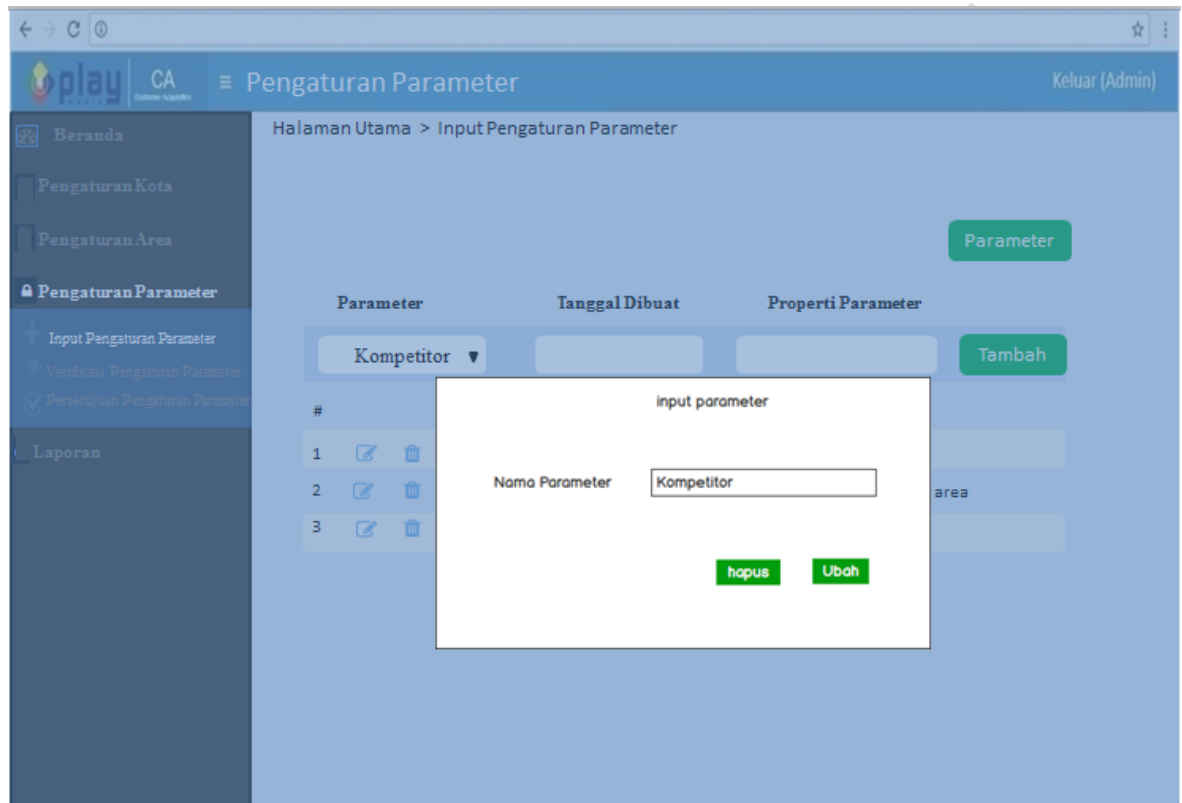 play
CA
Customer Acquisition
Pengaturan Parameter
Keluar (Admin)
Beranda
Pengaturan Kota
Pengaturan Area
Pengaturan Parameter
Input Pengaturan Parameter
Verifikasi Pengaturan Parameter
Persetujuan Pengaturan Parameter
Laporan
Halaman Utama > Input Pengaturan Parameter
Parameter
Parameter Tanggal Dibuat Properti Parameter
Kompetitor Tambah
#
1
2 area
3
input parameter
Nama Parameter Kompetitor
hapus Ubah